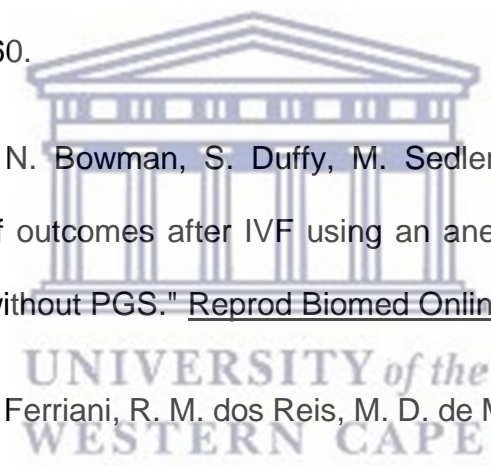 60.
N. Bowman, S. Duffy, M. Sedler
f outcomes after IVF using an ane
without PGS." Reprod Biomed Onlin
UNIVERSITY of the
Ferriani, R. M. dos Reis, M. D. de M
WESTERN CAPE